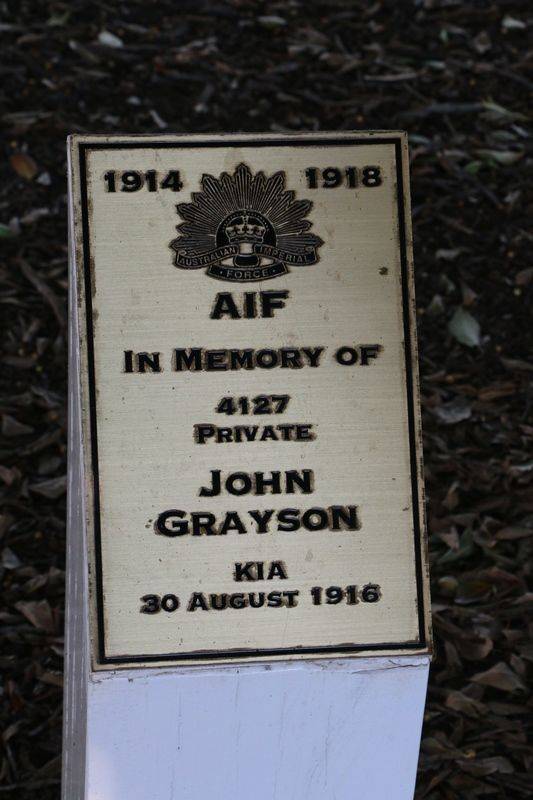 1914 1918
AUSTRALIAN IMPERIAL
FORCE
AIF
IN MEMORY OF
4127
PRIVATE
JOHN
GRAYSON
KIA
30 AUGUST 1916